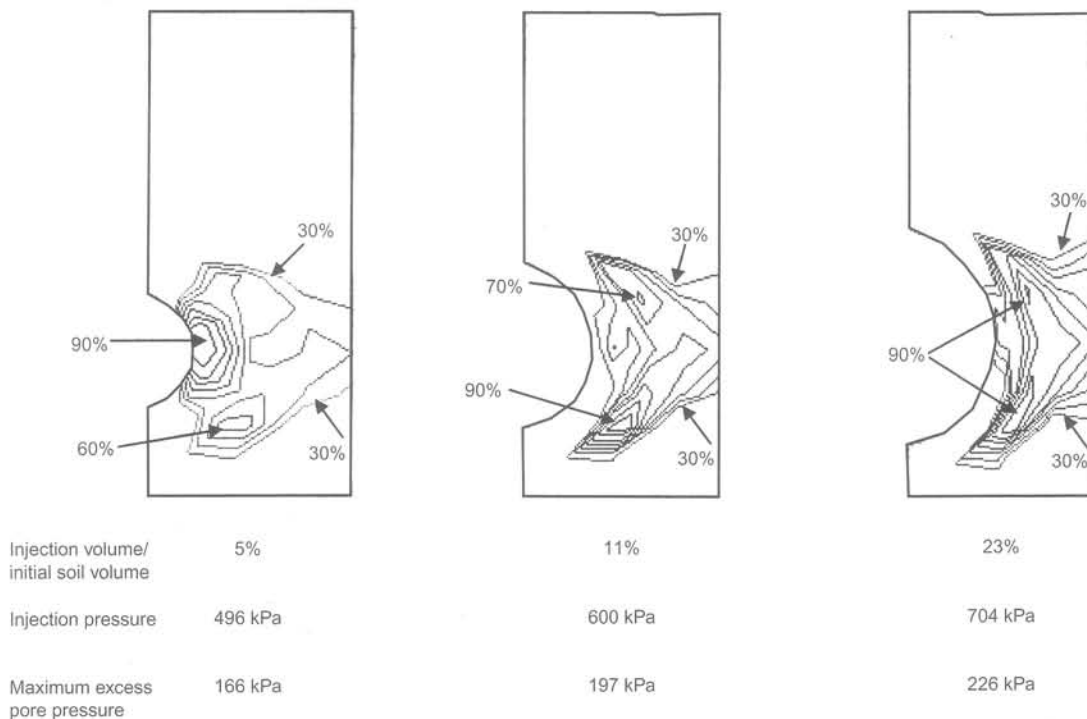 30%
90%
60%
30%
30%
70%
90%
30%
30%
90%
30%
Injection volume/
initial soil volume
5%
11%
23%
Injection pressure
496 kPa
600 kPa
704 kPa
Maximum excess
pore pressure
166 kPa
197 kPa
226 kPa